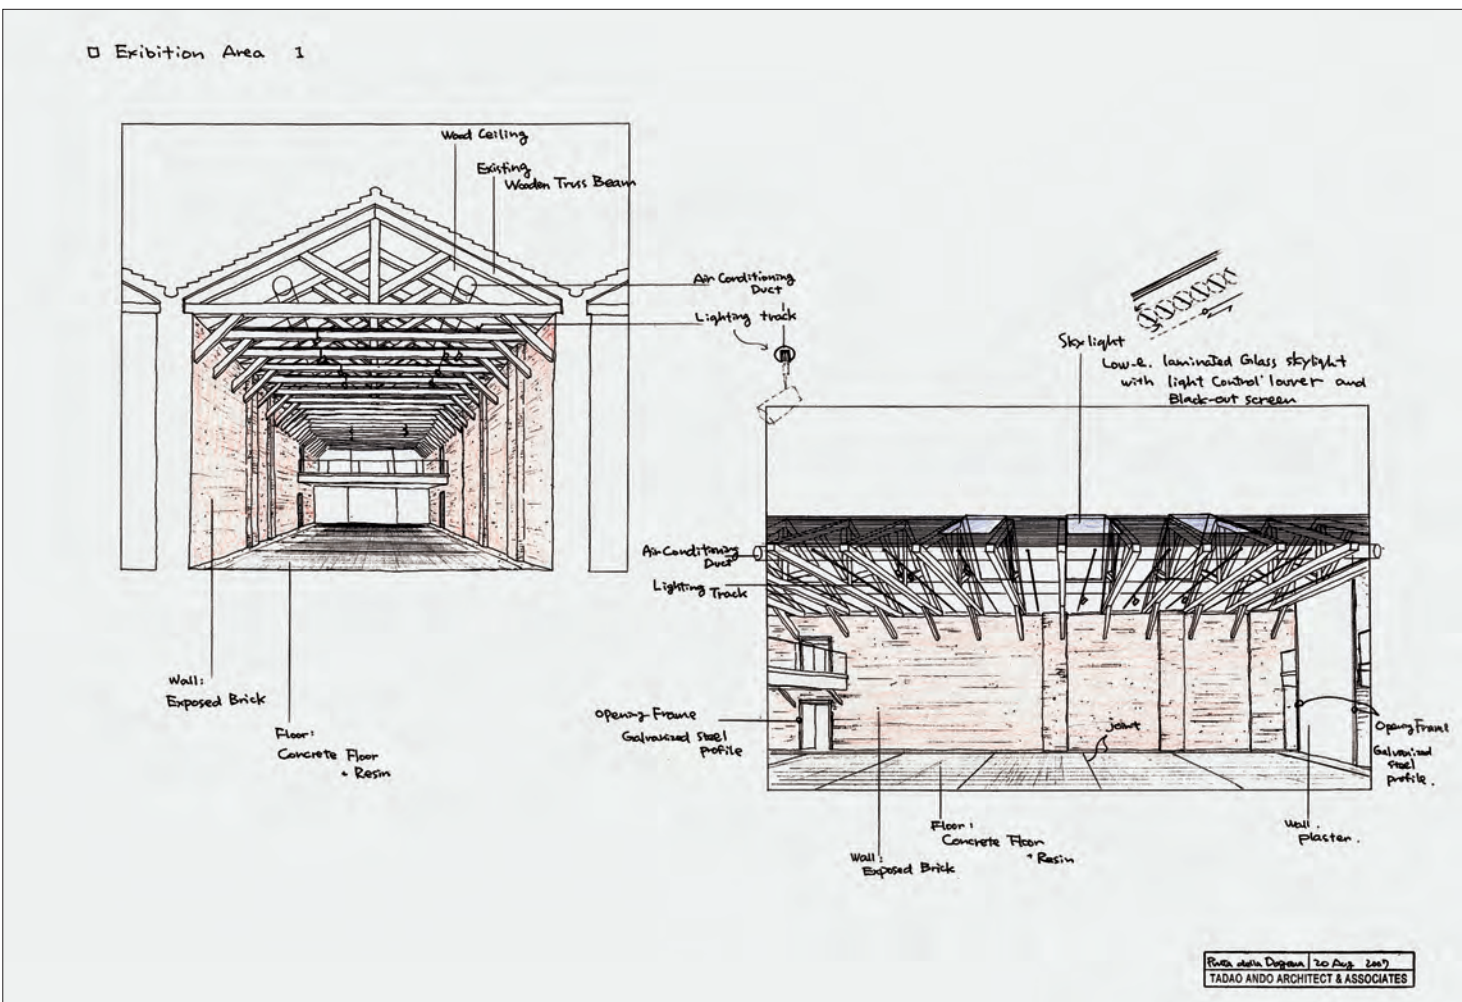 Exibition Area 1
Wood Ceiling
Existing
Wooden Truss Beam
Air Conditioning
Duct
Lighting track
Wall:
Exposed Brick
Floor:
Concrete Floor
+ Resin
Skylight
Low-e. laminated Glass skylight
with light Control louver and
Black-out screen
Air Conditioning
Duct
Lighting Track
Opening Frame
Galvanized Steel
profile
joint
Opening Frame
Galvanized
Steel
profile.
Floor:
Concrete Floor
+ Resin
Wall:
Exposed Brick
Wall.
plaster.
Punta della Dogana 20 Aug 2007
TADAO ANDO ARCHITECT & ASSOCIATES